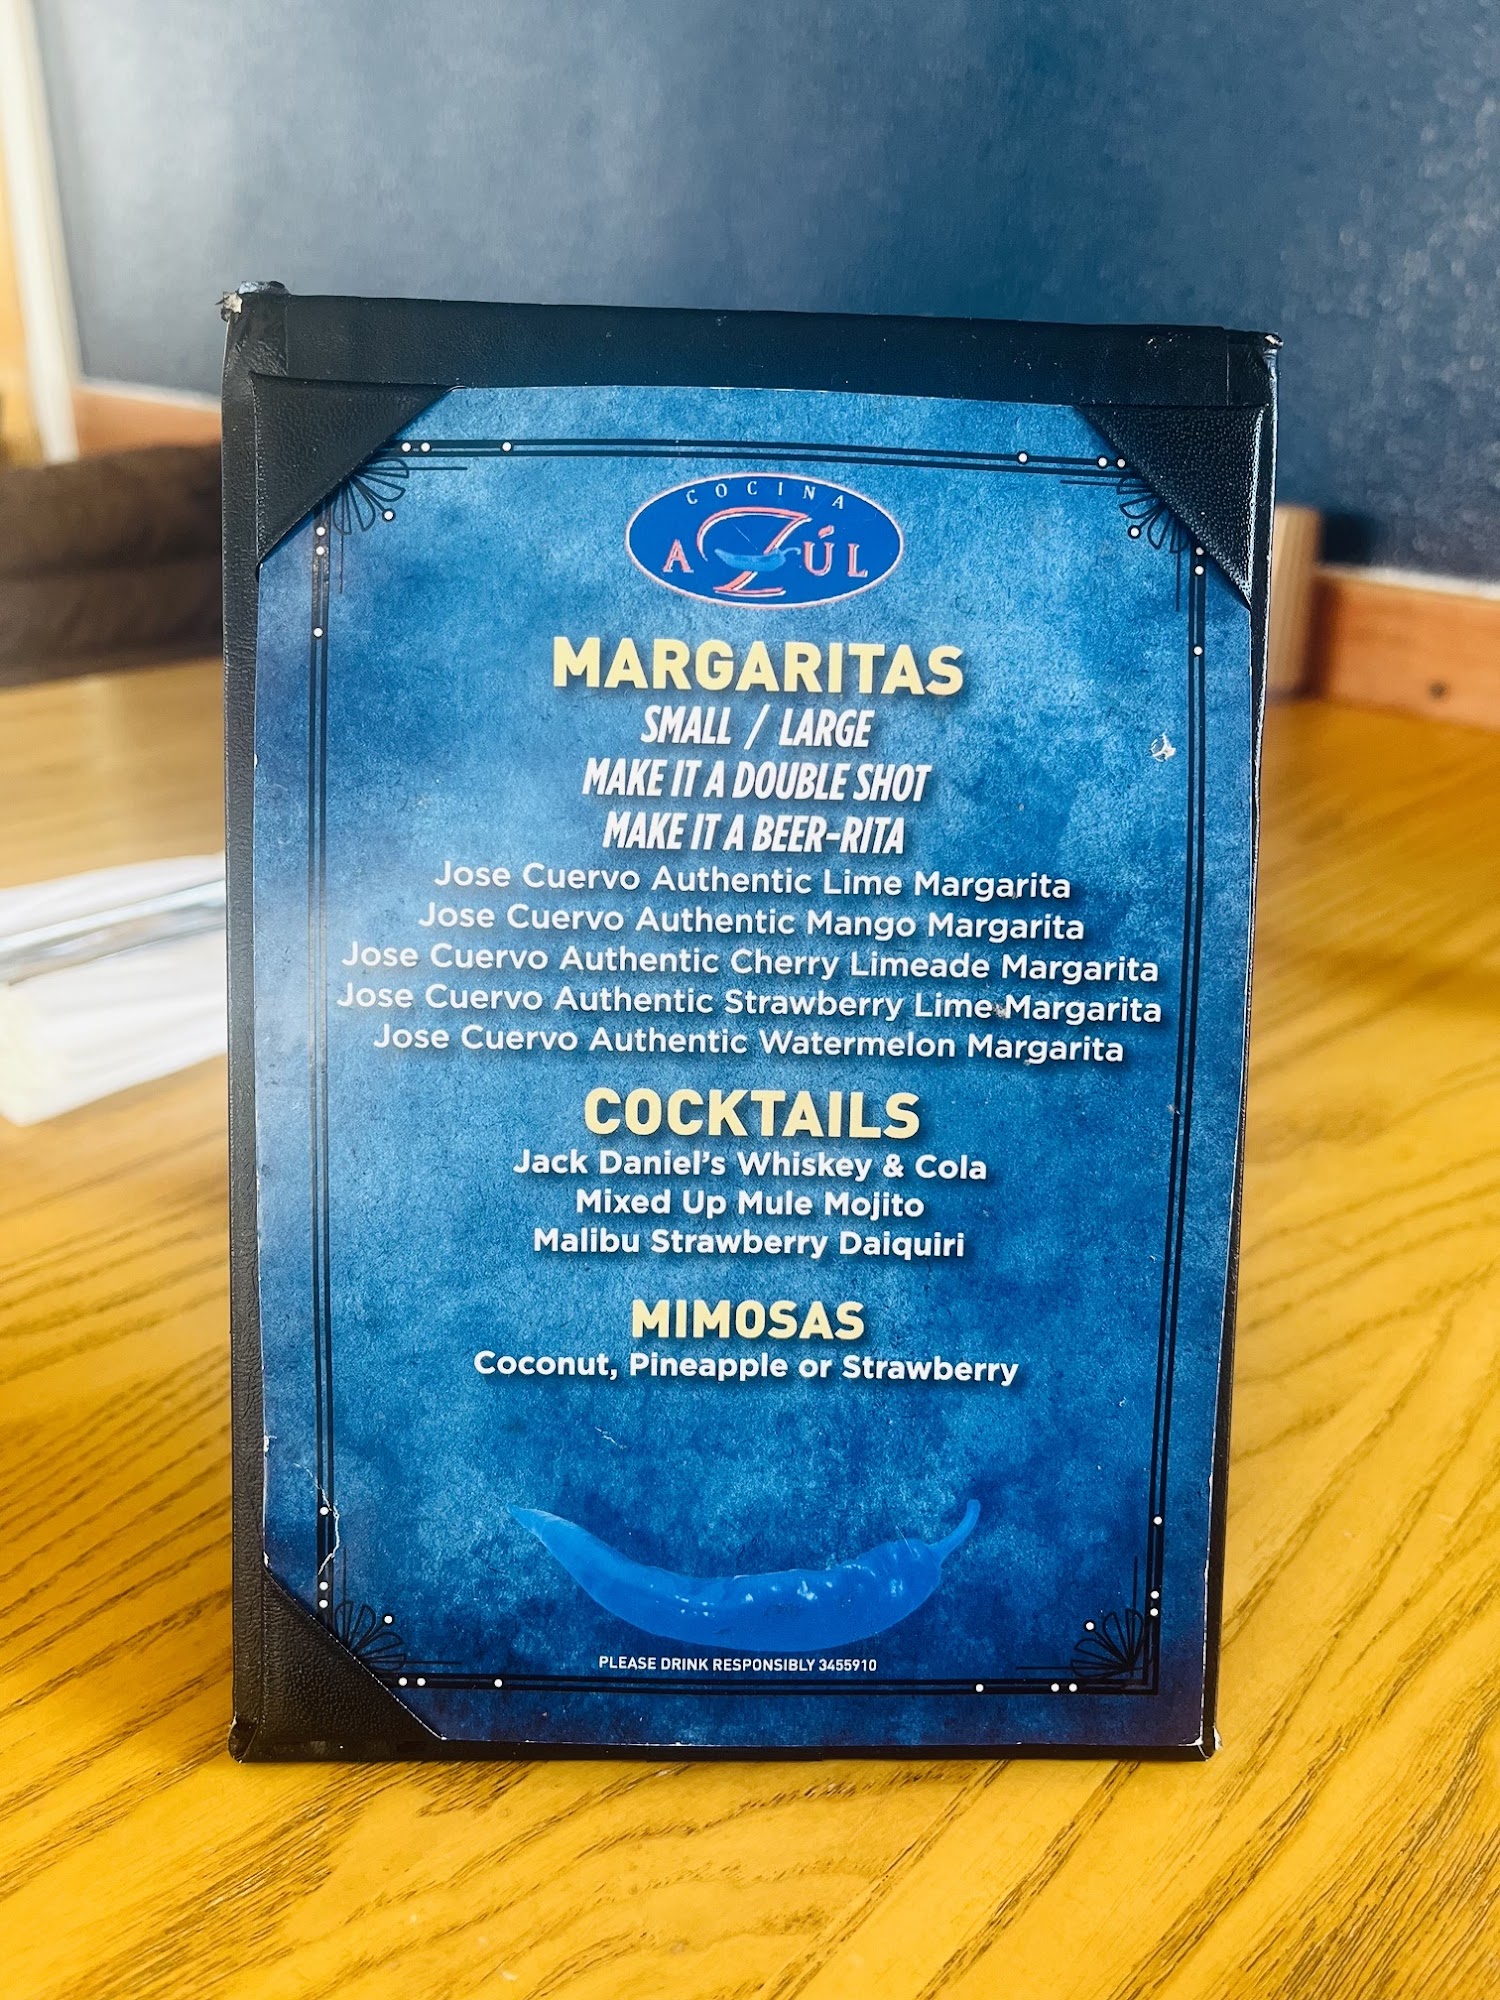 COCINA
AZÚL
MARGARITAS
SMALL / LARGE
MAKE IT A DOUBLE SHOT
MAKE IT A BEER-RITA
Jose Cuervo Authentic Lime Margarita
Jose Cuervo Authentic Mango Margarita
Jose Cuervo Authentic Cherry Limeade Margarita
Jose Cuervo Authentic Strawberry Lime Margarita
Jose Cuervo Authentic Watermelon Margarita
COCKTAILS
Jack Daniel's Whiskey & Cola
Mixed Up Mule Mojito
Malibu Strawberry Daiquiri
MIMOSAS
Coconut, Pineapple or Strawberry
PLEASE DRINK RESPONSIBLY 3455910